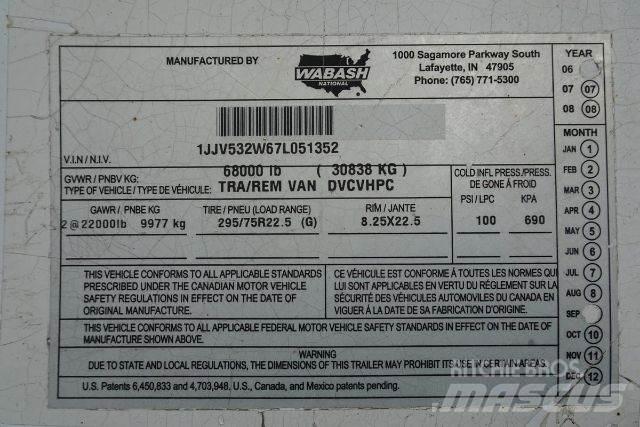 MANUFACTURED BY
WABASH
NATIONAL
1000 Sagamore Parkway South
Lafayette, IN 47905
Phone: (765) 771-5300
V.I.N / N.I.V.
1JJV532W67L051352
GVWR / PNBV KG:
68000 lb ( 30838 KG )
TYPE OF VEHICLE / TYPE DE VÉHICULE:
TRA/REM VAN DVCVHPC
COLD INFL PRESS/PRESS.
DE GONE À FROID
GAWR / PNBE KG
TIRE / PNEU (LOAD RANGE)
RIM / JANTE
PSI / LPC
KPA
2@22000lb 9977 kg
295/75R22.5 (G)
8.25X22.5
100
690
THIS VEHICLE CONFORMS TO ALL APPLICABLE STANDARDS
PRESCRIBED UNDER THE CANADIAN MOTOR VEHICLE
SAFETY REGULATIONS IN EFFECT ON THE DATE OF
ORIGINAL MANUFACTURE.
CE VÉHICULE EST CONFORME À TOUTES LES NORMES QUI
LUI SONT APPLICABLES EN VERTU DU RÉGLEMENT SUR LA
SÉCURITÉ DES VÉHICULES AUTOMOBILES DU CANADA EN
VIGUER À LA DATE DE SA FABRICATION D'ORIGINE.
THIS VEHICLE CONFORMS TO ALL APPLICABLE FEDERAL MOTOR VEHICLE SAFETY STANDARDS IN EFFECT ON THE DATE OF
MANUFACTURE SHOWN ABOVE.
WARNING
DUE TO STATE AND LOCAL REGULATIONS, THE DIMENSIONS OF THIS TRAILER MAY PROHIBIT ITS USE IN CERTAIN AREAS.
U.S. Patents 6,450,833 and 4,703,948, U.S., Canada, and Mexico patents pending.
YEAR
06
07 07
08 08
MONTH
JAN 1
FEB 2
MAR 3
APR 4
MAY 5
JUN 6
JUL 7
AUG 8
SEP
OCT 10
NOV 11
DEC 12
MASCUS